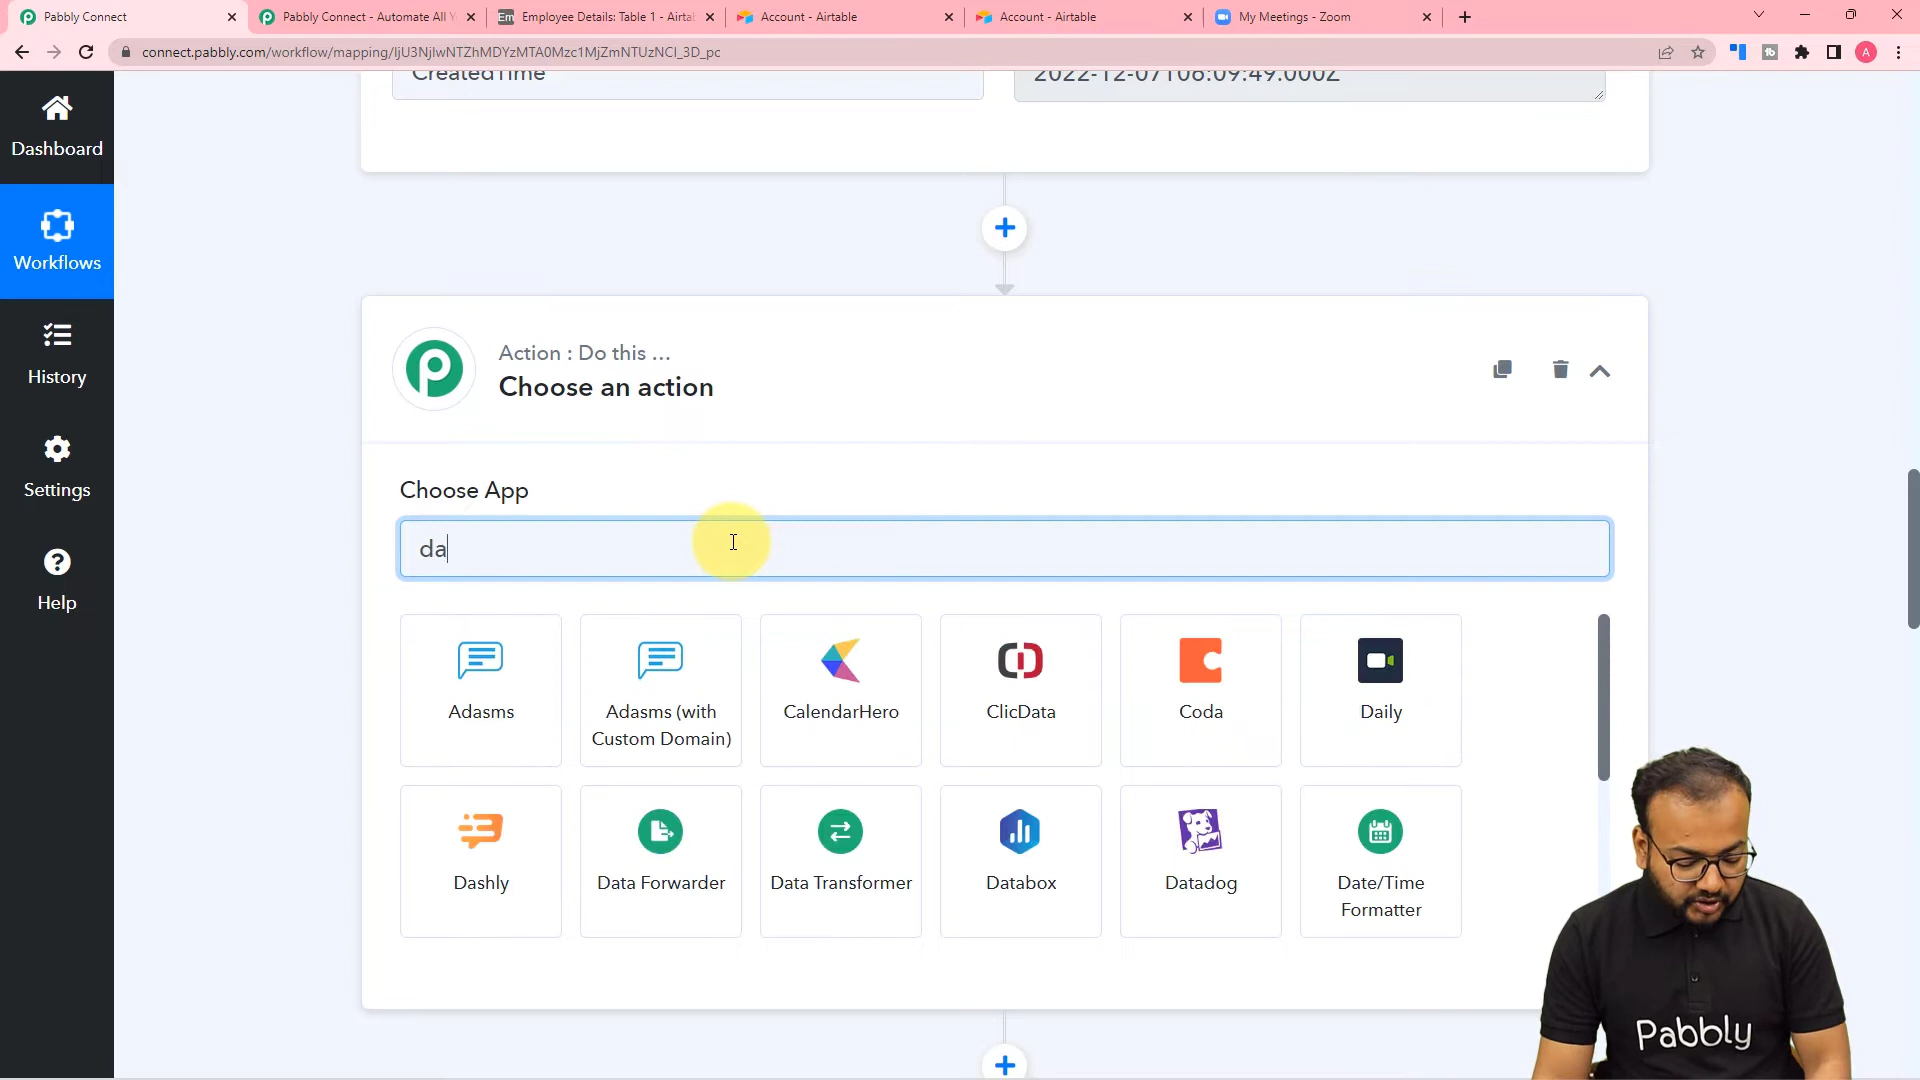 Pabbly Connect
Pabbly Connect - Automate All Y
Employee Details: Table 1 - Airta
Account - Airtable
Account - Airtable
My Meetings - Zoom
connect.pabbly.com/workflow/mapping/IjU3NjIwNTZhMDYzMTA0Mzc1MjZmNTUzNCI_3D_pc
A
CreatedTime
2022-12-07T06:09:49.000Z
Dashboard
Workflows
History
Settings
Help
Action : Do this ...
Choose an action
Choose App
da
Adasms
Adasms (with
Custom Domain)
CalendarHero
ClicData
Coda
Daily
Dashly
Data Forwarder
Data Transformer
Databox
Datadog
Date/Time
Formatter
Pabbly